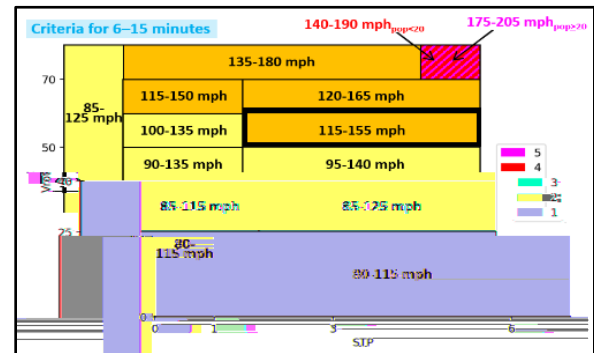 Criteria for 6–15 minutes
140-190 mph pop<20
175-205 mph pop≥20
135-180 mph
70
115-150 mph
120-165 mph
85-
125 mph
100-135 mph
115-155 mph
50
90-135 mph
95-140 mph
5
4
3
2
1
40
85-115 mph
85-125 mph
25
80-
115 mph
80-115 mph
0
0
1
3
6
STP